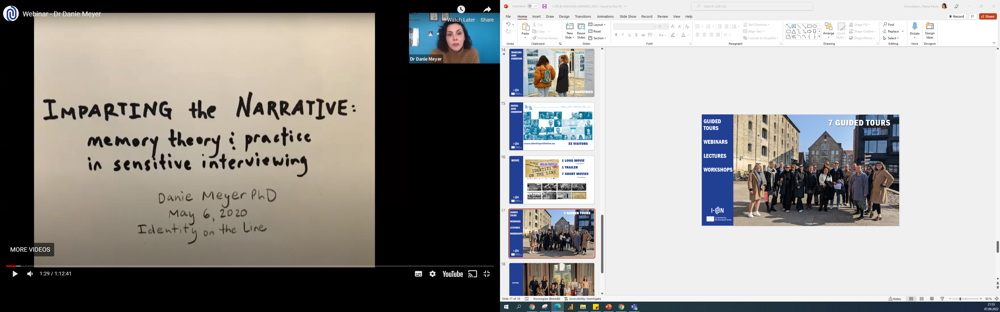 Webinar - Dr Danie Meyer
Watch Later
Share
Dr Danie Meyer
IMPARTING the NARRATIVE:
memory theory & practice
in sensitive interviewing
Danie Meyer PhD
May 6, 2020
Identity on the Line
MORE VIDEOS
1:29 / 1:12:41
YouTube
AutoSave Off
I-ON & VAM EMA AWARDS_2022 • Saved to this PC
Search (Alt+Q)
Grundetjern, Maria Paula
File Home Insert Draw Design Transitions Animations Slide Show Record Review View Help
Record
Share
Undo
Paste
Cut
Copy
Format Painter
Clipboard
New Slide
Reuse Slides
Layout
Reset
Section
Slides
28
Font
Text Direction
Align Text
Convert to SmartArt
Paragraph
Arrange
Quick Styles
Shape Fill
Shape Outline
Shape Effects
Drawing
Find
Replace
Select
Editing
Dictate
Voice
Design Ideas
Designer
14
TRAVELING
JOINT
EXHIBITION
10 COUNTRIES
I-ON
15
DIGITAL
JOINT
EXHIBITION
www.identityontheline.eu
XX VISITORS
I-ON
16
MOVIE
ENGLISH SUBTITLES
IDENTITY
ON THE LINE
1 LONG MOVIE
7 translations
1 TRAILER
7 SHORT MOVIES
7 translations
I-ON
17
GUIDED
TOURS
WEBINARS
LECTURES
WORKSHOPS
7 GUIDED TOURS
I-ON
18
OUR TEAM
GUIDED
TOURS
WEBINARS
LECTURES
WORKSHOPS
7 GUIDED TOURS
I-ON
Co-funded by
the European Union
Slide 17 of 19
Norwegian (Bokmål)
Accessibility: Investigate
Notes
60 %
21:53
07.09.2022